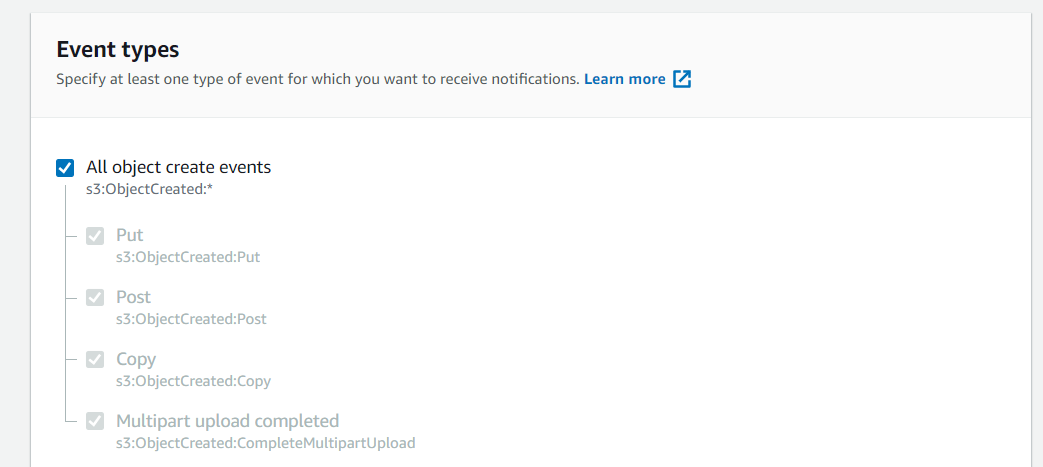 Event types
Specify at least one type of event for which you want to receive notifications. Learn more
All object create events
s3:ObjectCreated:*
Put
s3:ObjectCreated:Put
Post
s3:ObjectCreated:Post
Copy
s3:ObjectCreated:Copy
Multipart upload completed
s3:ObjectCreated:CompleteMultipartUpload